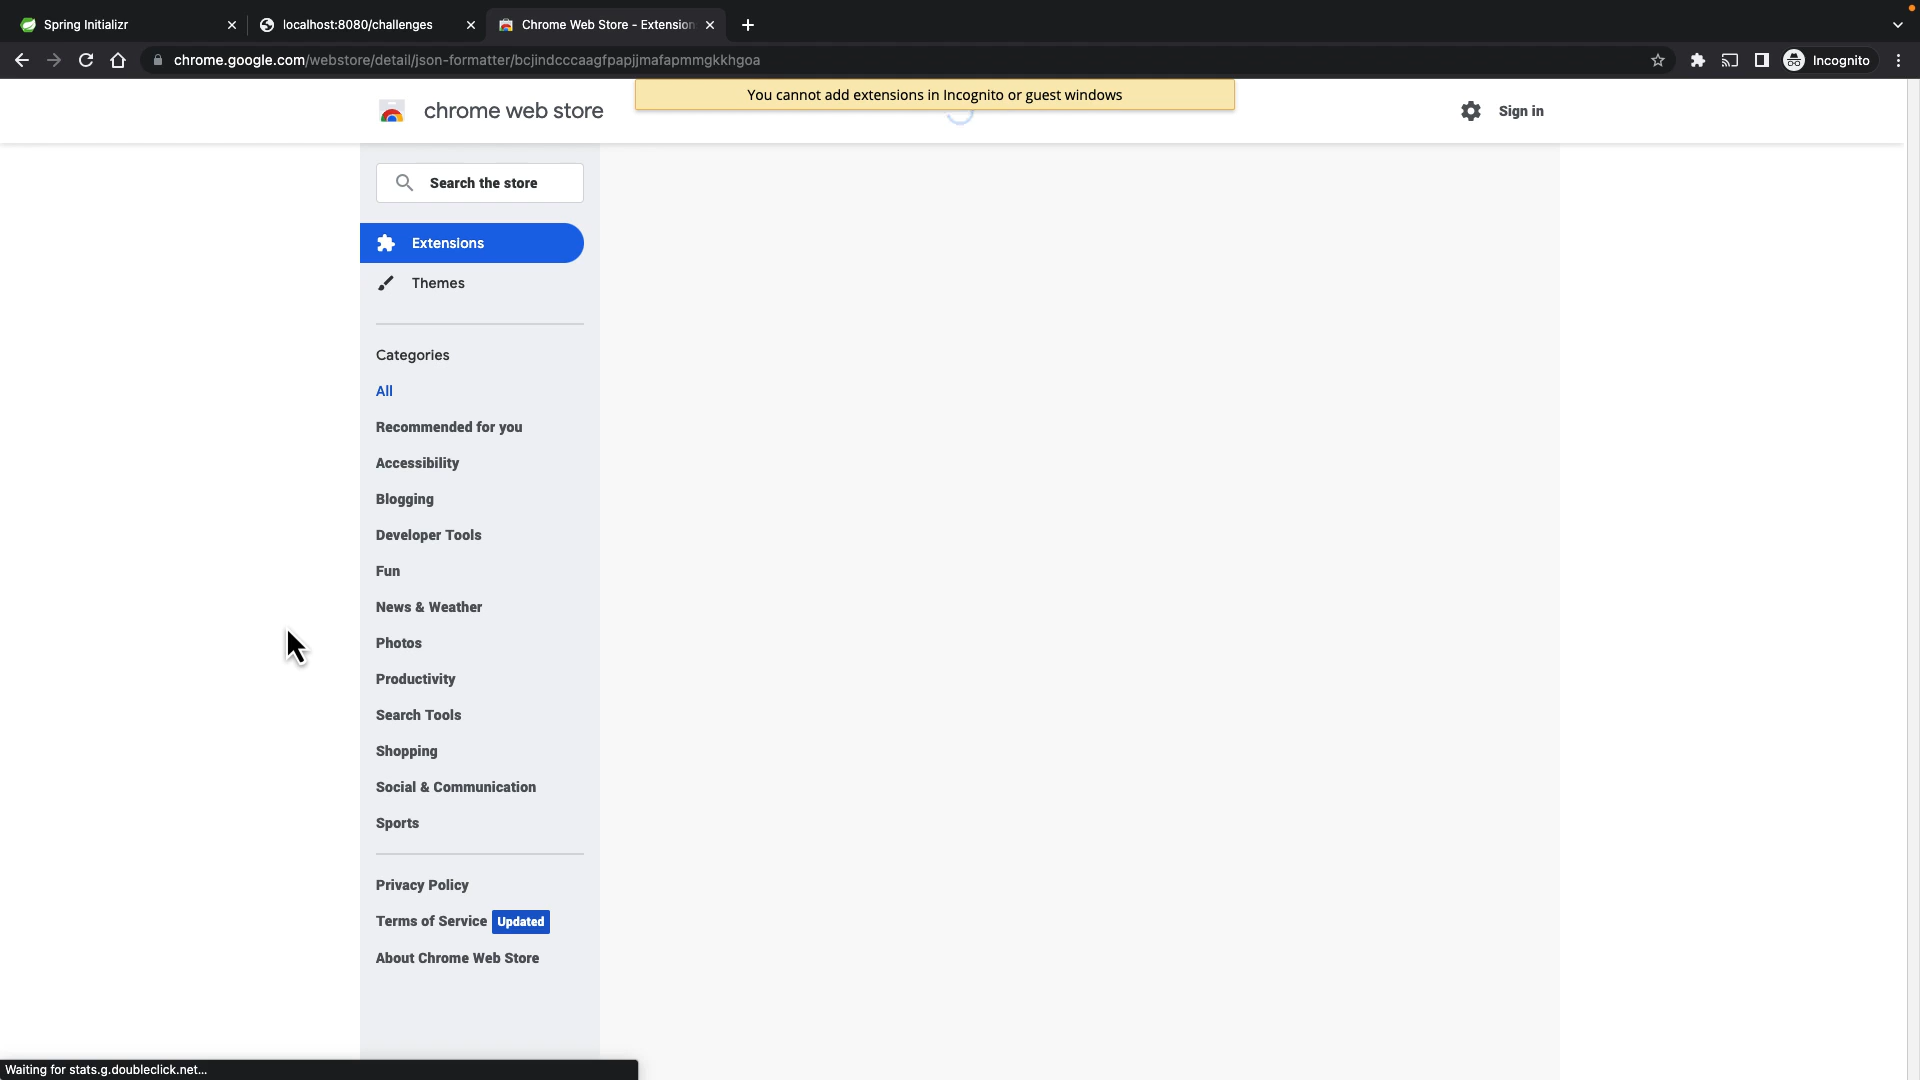 Spring Initializr
localhost:8080/challenges
Chrome Web Store - Extension
chrome.google.com/webstore/detail/json-formatter/bcjindcccaagfpapjjmafapmmgkkhgoa
Incognito
You cannot add extensions in Incognito or guest windows
chrome web store
Sign in
Search the store
Extensions
Themes
Categories
All
Recommended for you
Accessibility
Blogging
Developer Tools
Fun
News & Weather
Photos
Productivity
Search Tools
Shopping
Social & Communication
Sports
Privacy Policy
Terms of Service Updated
About Chrome Web Store
Waiting for stats.g.doubleclick.net...